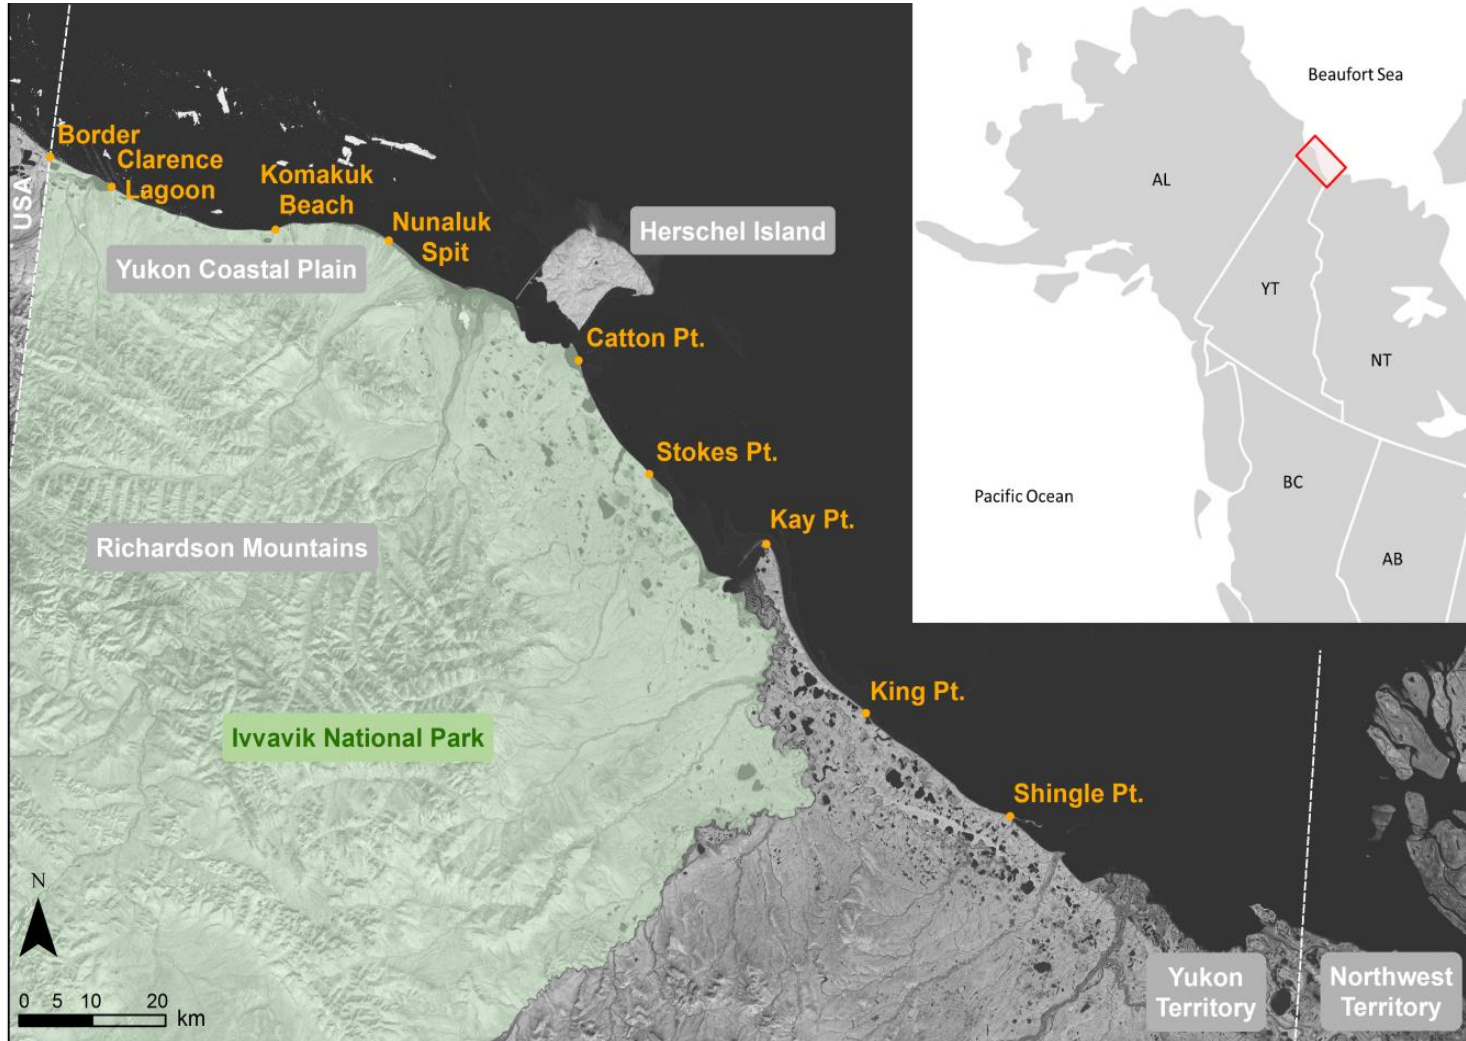 Beaufort Sea
AL
YT
NT
BC
AB
Pacific Ocean
Border
Clarence
Lagoon
USA
Komakuk
Beach
Nunaluk
Spit
Herschel Island
Yukon Coastal Plain
Catton Pt.
Stokes Pt.
Kay Pt.
Richardson Mountains
King Pt.
Ivvavik National Park
Shingle Pt.
N
0 5 10 20
km
Yukon
Territory
Northwest
Territory